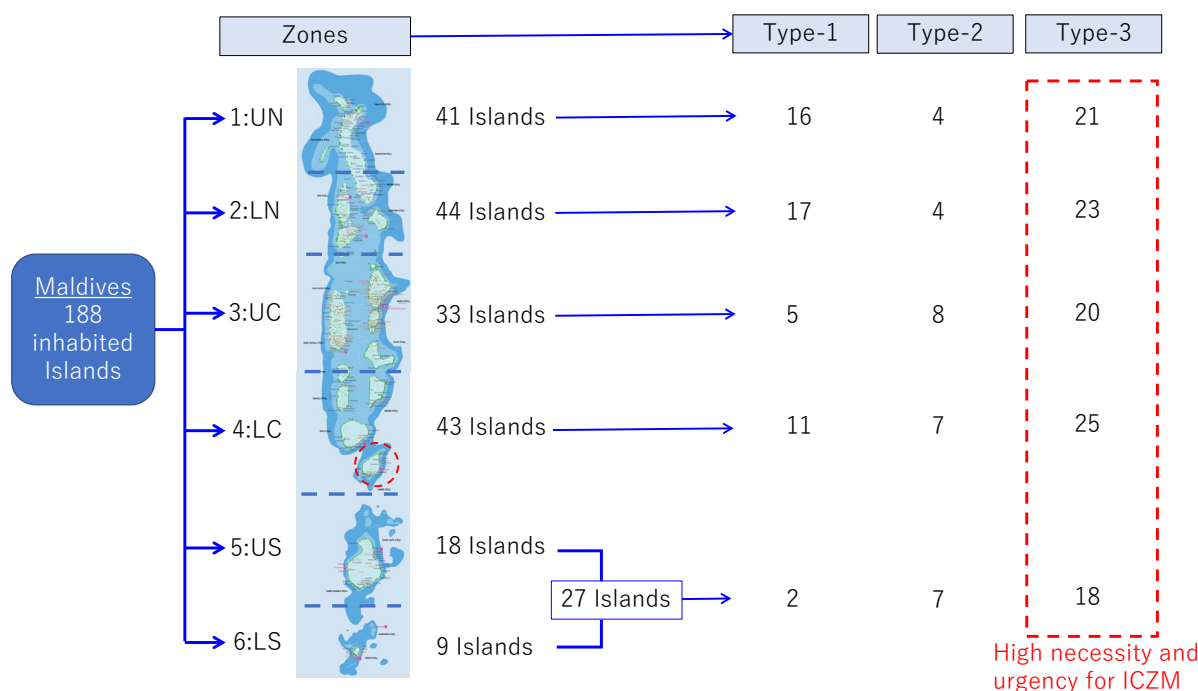 Zones
Type-1
Type-2
Type-3
1:UN
41 Islands
16
4
21
2:LN
44 Islands
17
4
23
Maldives
188
inhabited
Islands
3:UC
33 Islands
5
8
20
4:LC
43 Islands
11
7
25
5:US
18 Islands
27 Islands
2
7
18
6:LS
9 Islands
High necessity and
urgency for ICZM